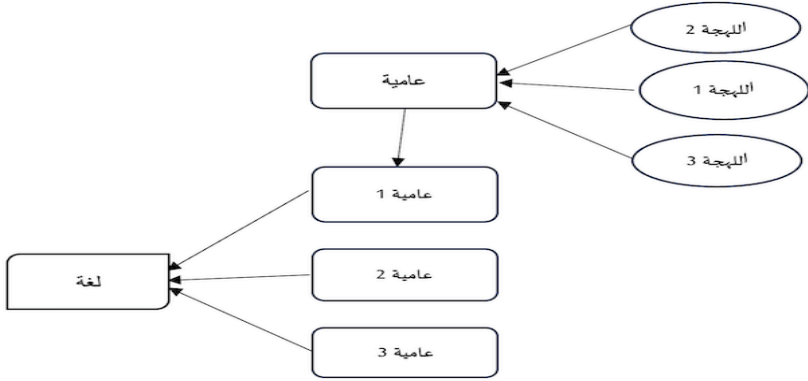 اللهجة 2
عامية
اللهجة 1
اللهجة 3
عامية 1
لغة
عامية 2
عامية 3